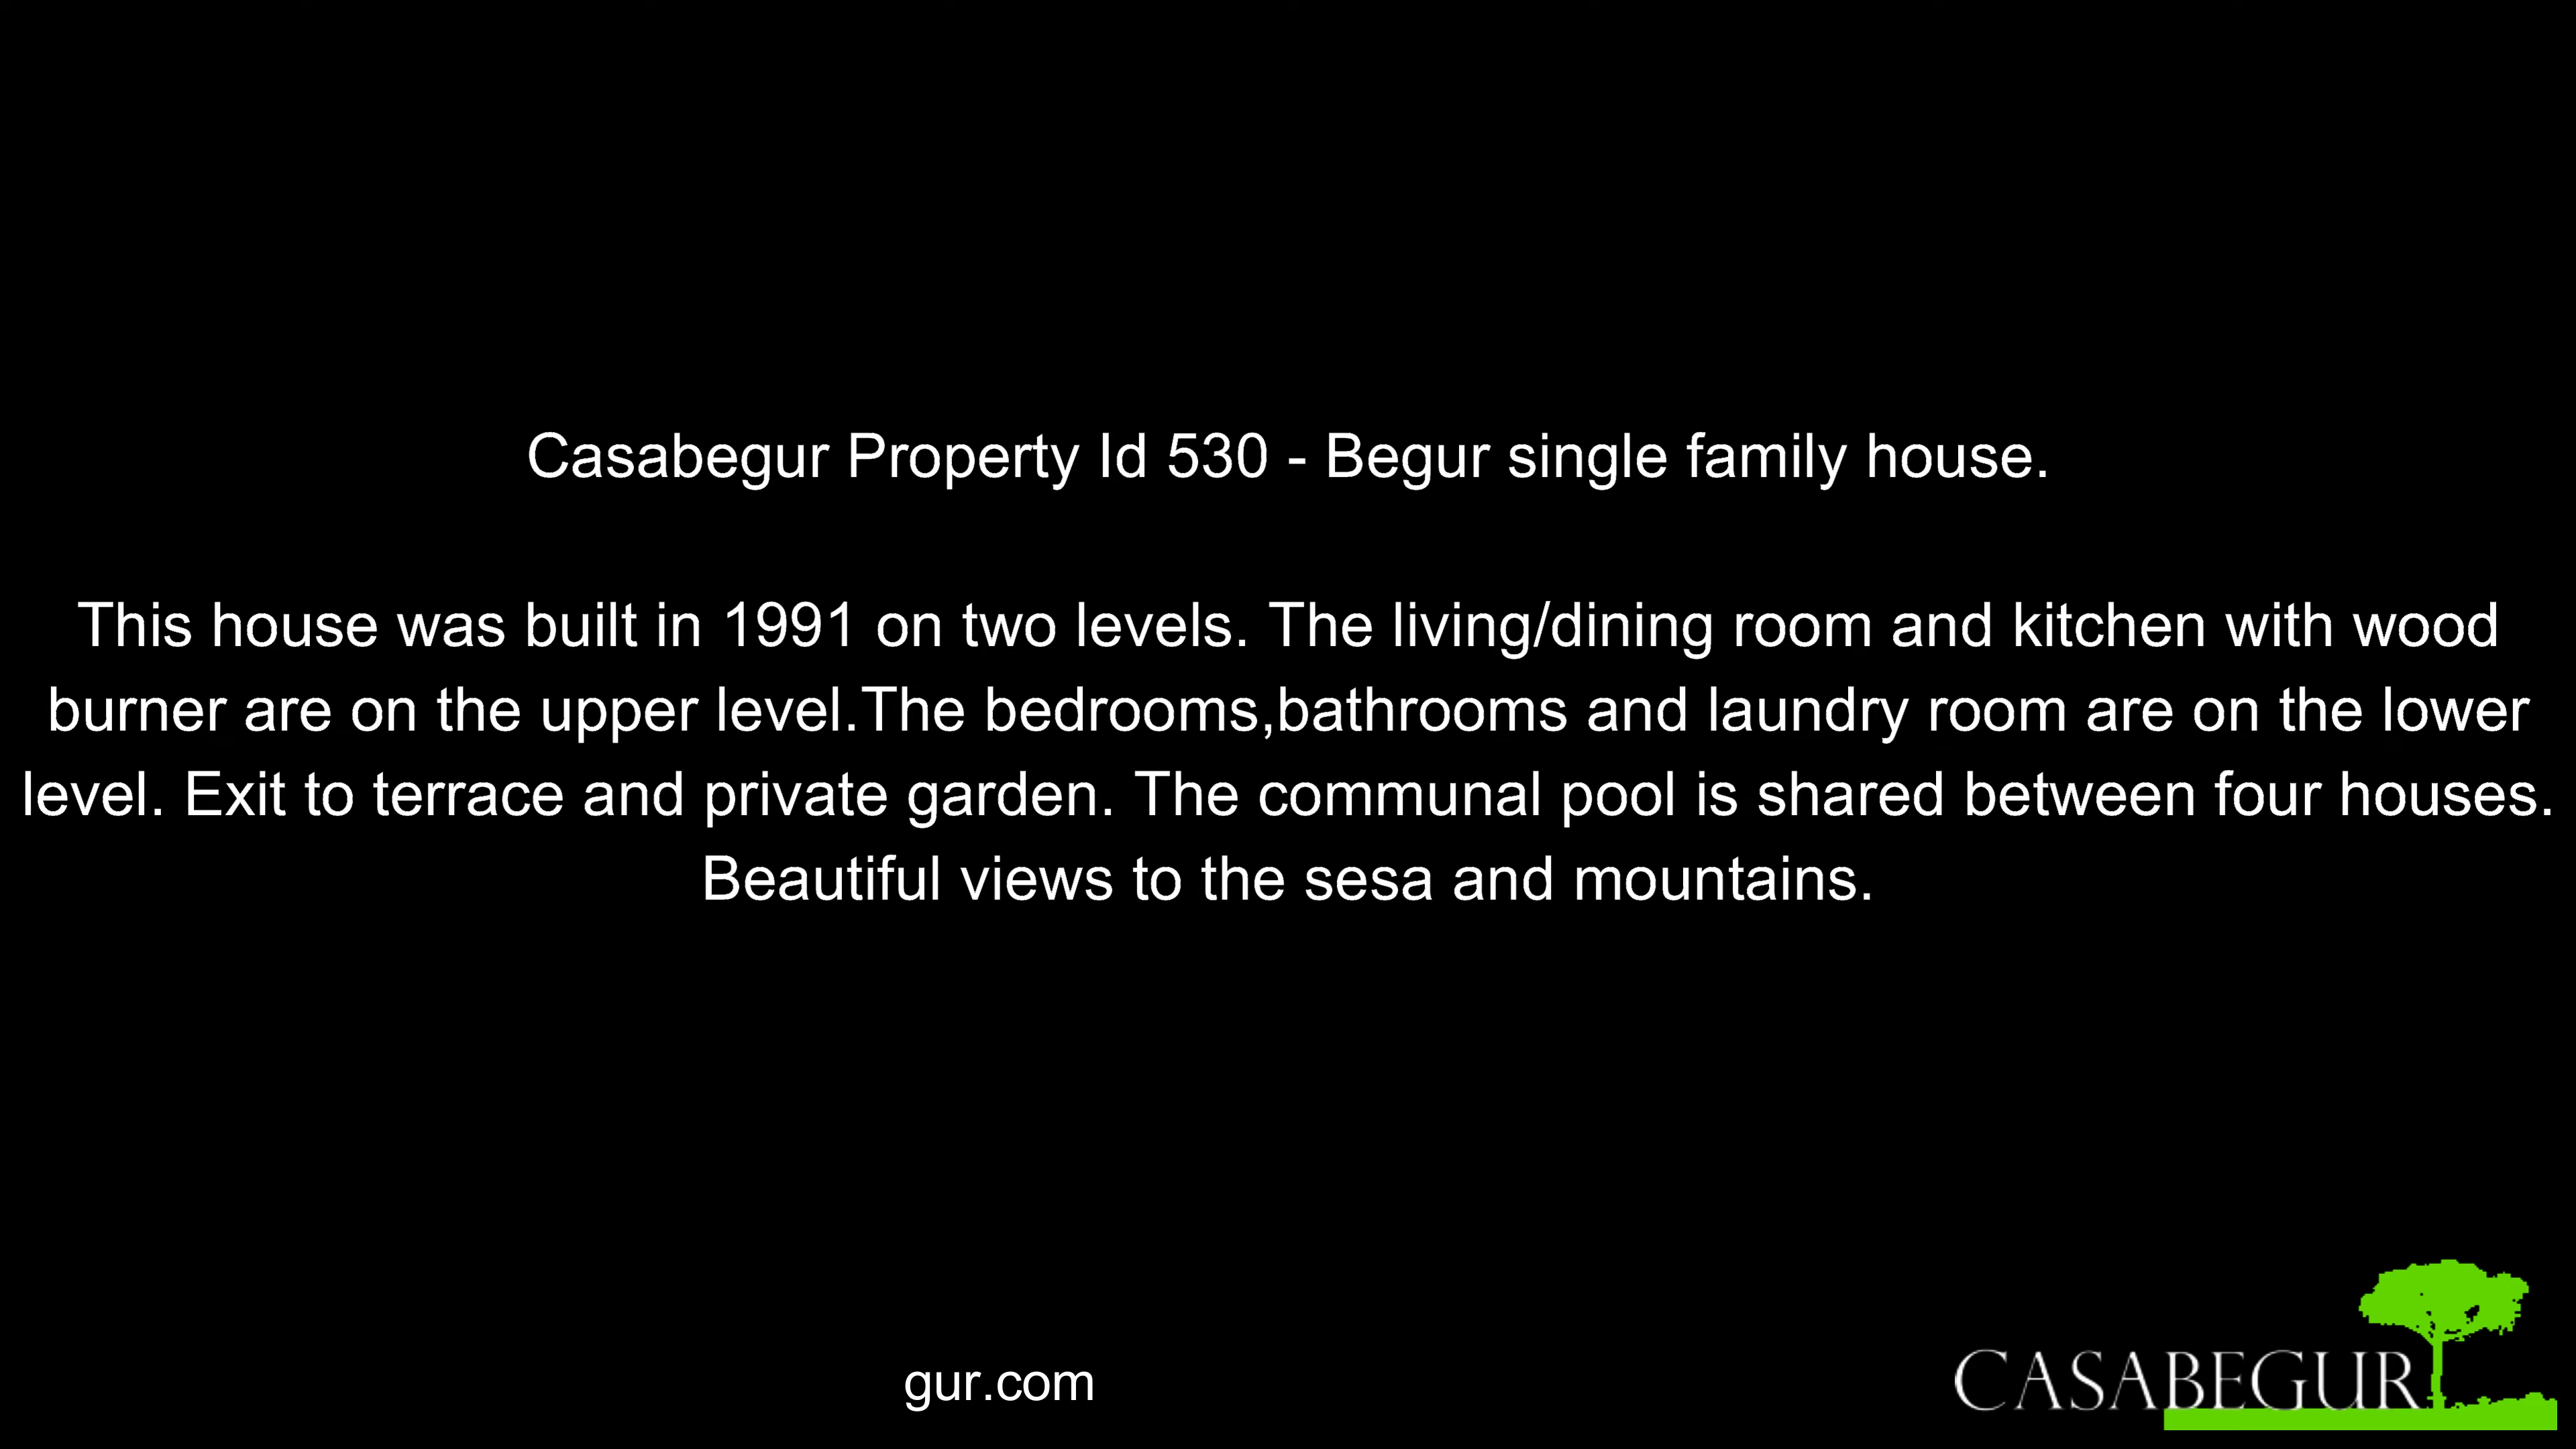 Casabegur Property Id 530 - Begur single family house.
This house was built in 1991 on two levels. The living/dining room and kitchen with wood
burner are on the upper level.The bedrooms,bathrooms and laundry room are on the lower
level. Exit to terrace and private garden. The communal pool is shared between four houses.
Beautiful views to the sesa and mountains.
gur.com
CASABEGUR